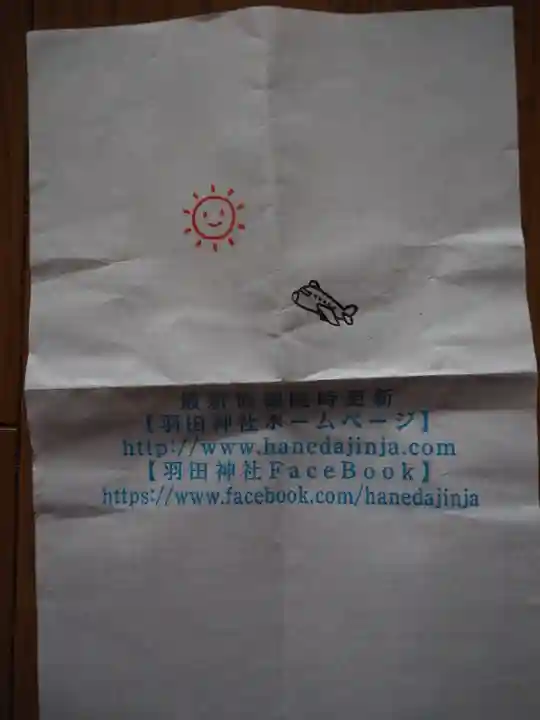 最新情報随時更新
【羽田神社ホームページ】
http://www.hanedajinja.com
【羽田神社FaceBook】
https://www.facebook.com/hanedajinja